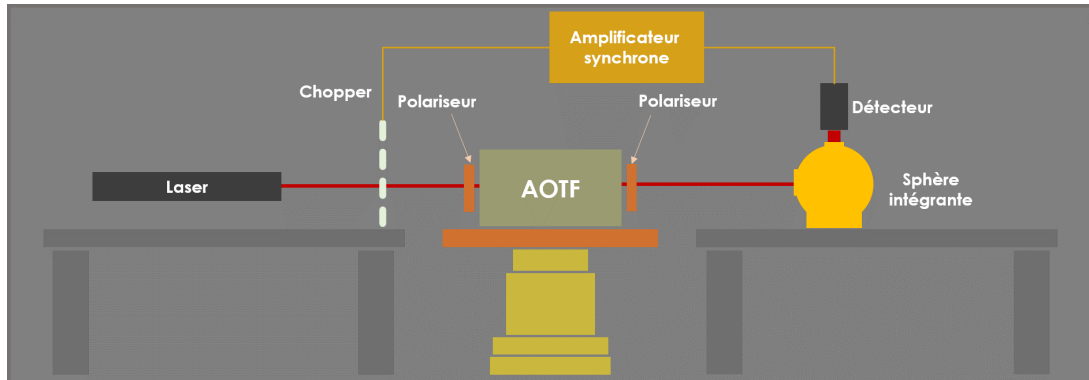 Amplificateur
synchrone
Chopper
Polariseur
Polariseur
Détecteur
Laser
AOTF
Sphère
intégrante